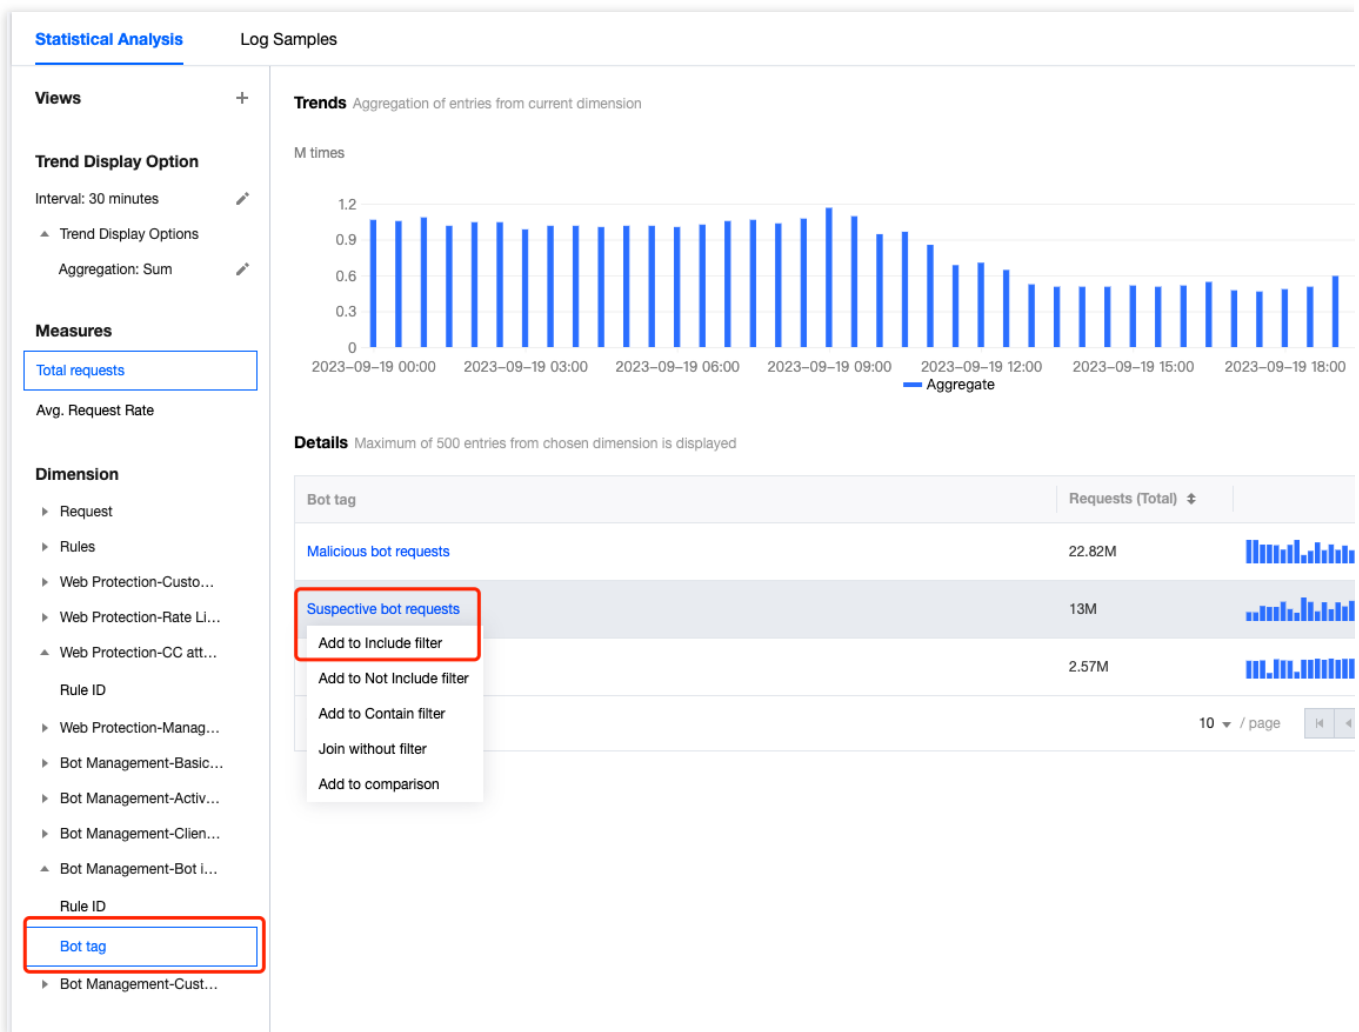 Statistical Analysis
Log Samples
Views
Trend Display Option
Interval: 30 minutes
Trend Display Options
Aggregation: Sum
Measures
Total requests
Avg. Request Rate
Dimension
Request
Rules
Web Protection-Custo...
Web Protection-Rate Li...
Web Protection-CC att...
Rule ID
Web Protection-Manag...
Bot Management-Basic...
Bot Management-Activ...
Bot Management-Clien...
Bot Management-Bot i...
Rule ID
Bot tag
Bot Management-Cust...
Trends Aggregation of entries from current dimension
M times
1.2
0.9
0.6
0.3
0
2023-09-19 00:00 2023-09-19 03:00 2023-09-19 06:00 2023-09-19 09:00 2023-09-19 12:00 2023-09-19 15:00 2023-09-19 18:00
Aggregate
Details Maximum of 500 entries from chosen dimension is displayed
Bot tag Requests (Total)
Malicious bot requests 22.82M
Suspective bot requests 13M
Add to Include filter
2.57M
Add to Not Include filter
Add to Contain filter
10 / page
Join without filter
Add to comparison